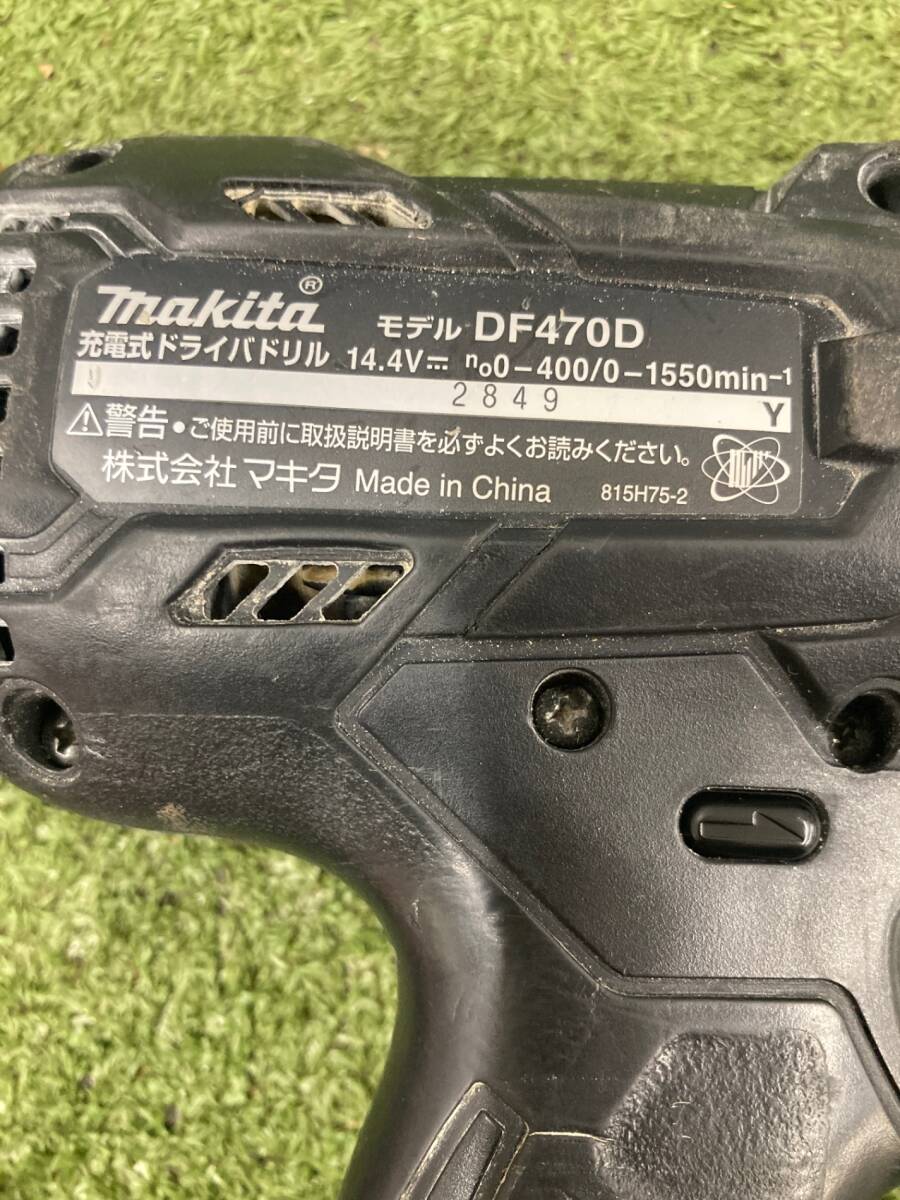 makita®
モデル DF470D
充電式ドライバドリル 14.4V⎓ n₀0-400/0-1550min-1
2849 Y
⚠警告 •ご使用前に取扱説明書を必ずよくお読みください。
株式会社 マキタ Made in China 815H75-2